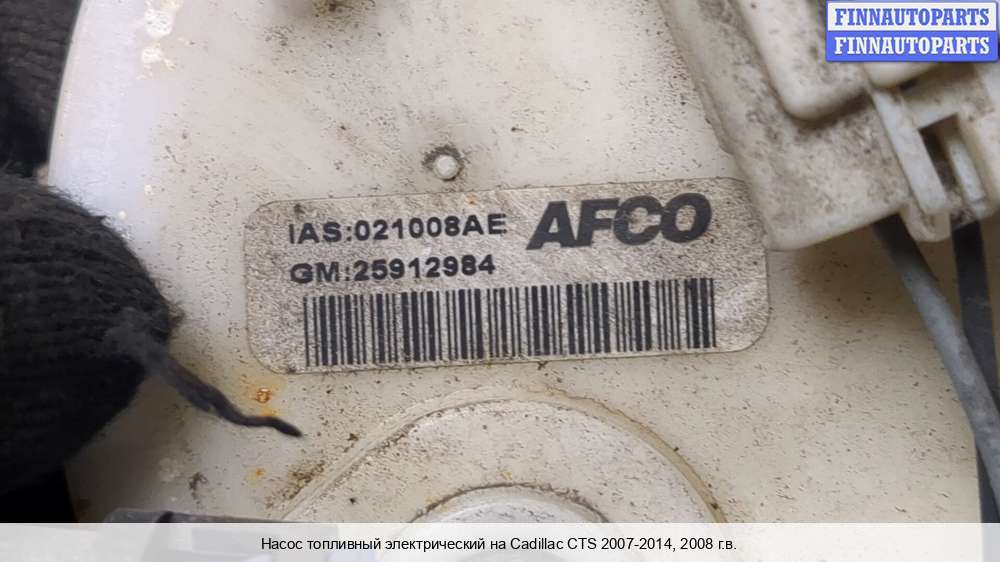 FINNAUTOPARTS
FINNAUTOPARTS
IAS:021008AE AFCO
GM:25912984
Насос топливный электрический на Cadillac CTS 2007-2014, 2008 г.в.